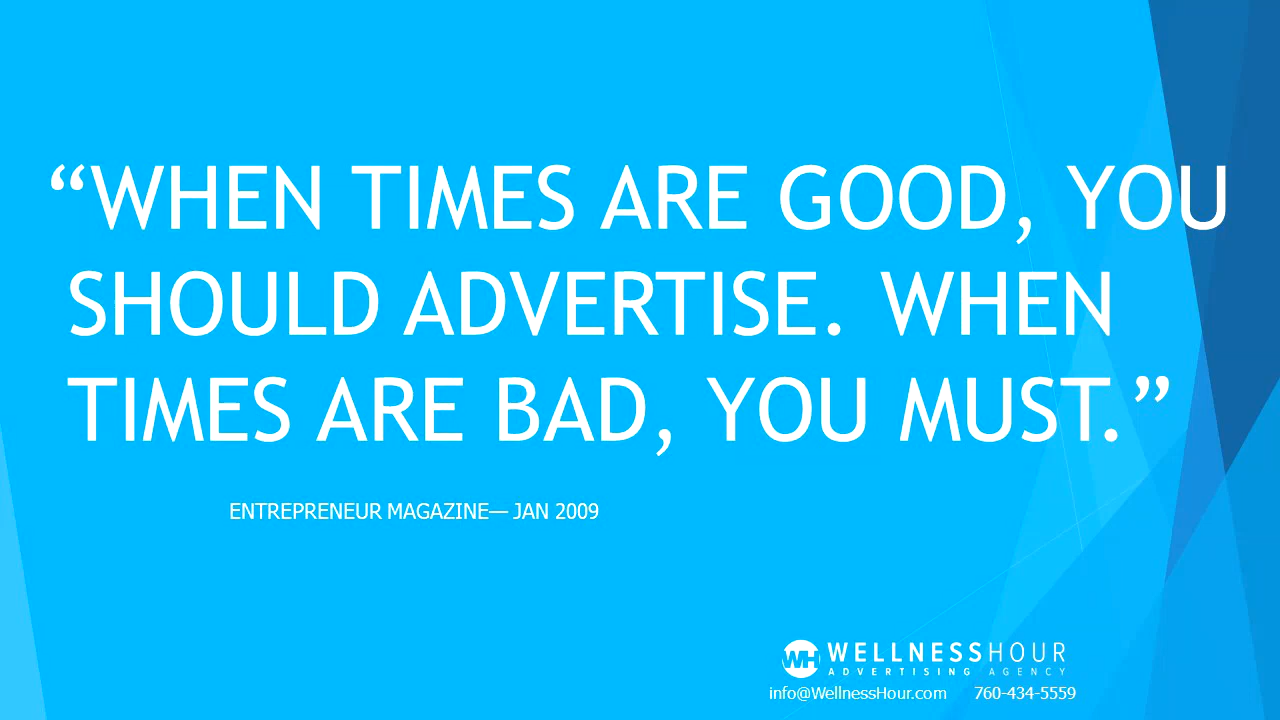 “WHEN TIMES ARE GOOD, YOU
SHOULD ADVERTISE. WHEN
TIMES ARE BAD, YOU MUST.”
ENTREPRENEUR MAGAZINE— JAN 2009
WH WELLNESSHOUR
ADVERTISING AGENCY
info@WellnessHour.com 760-434-5559